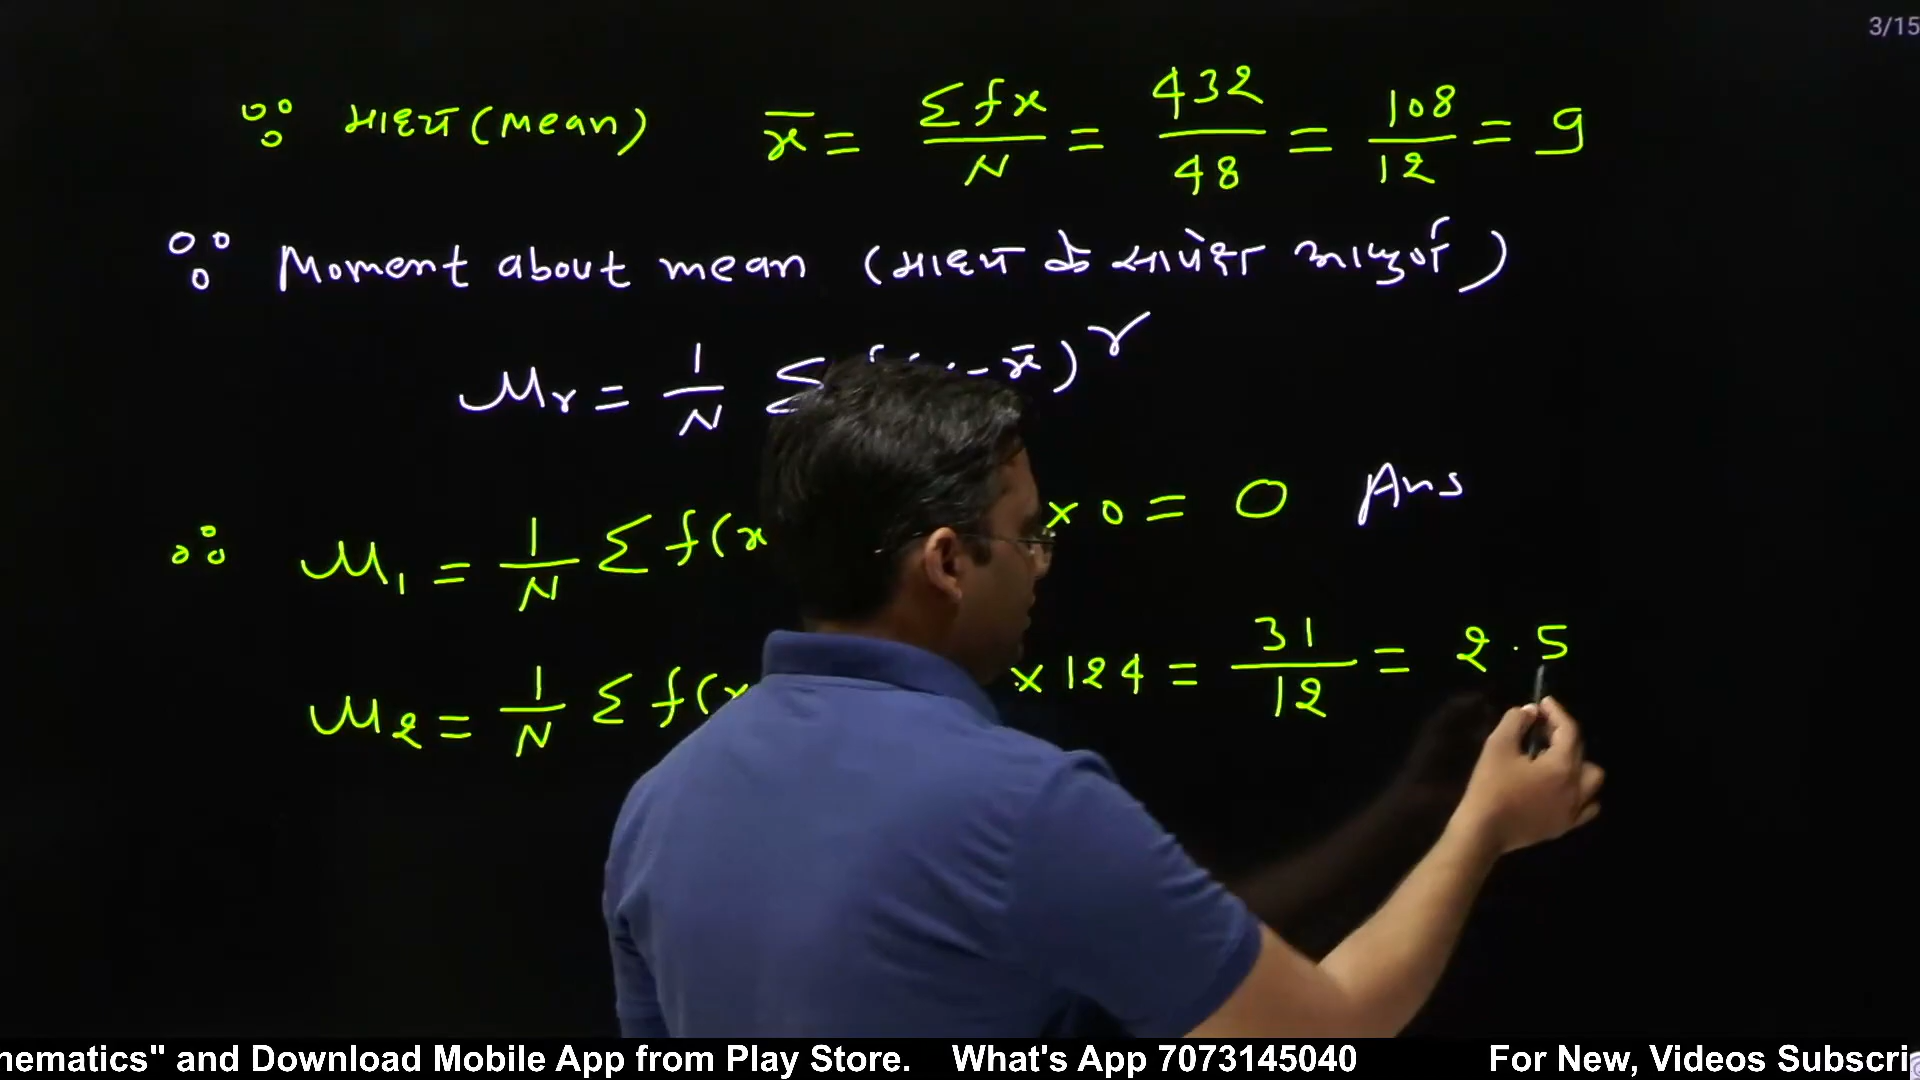 3/15
∴ माध्य (Mean) x̄ = Σfx/N = 432/48 = 108/12 = 9
∴ Moment about mean (माध्य के सापेक्ष आघूर्ण)
μr = 1/N Σ - x̄)^r
∴ μ1 = 1/N Σf(x × 0 = 0 Ans
μ2 = 1/N Σf(x × 124 = 31/12 = 2.5
hematics" and Download Mobile App from Play Store. What's App 7073145040 For New, Videos Subscri